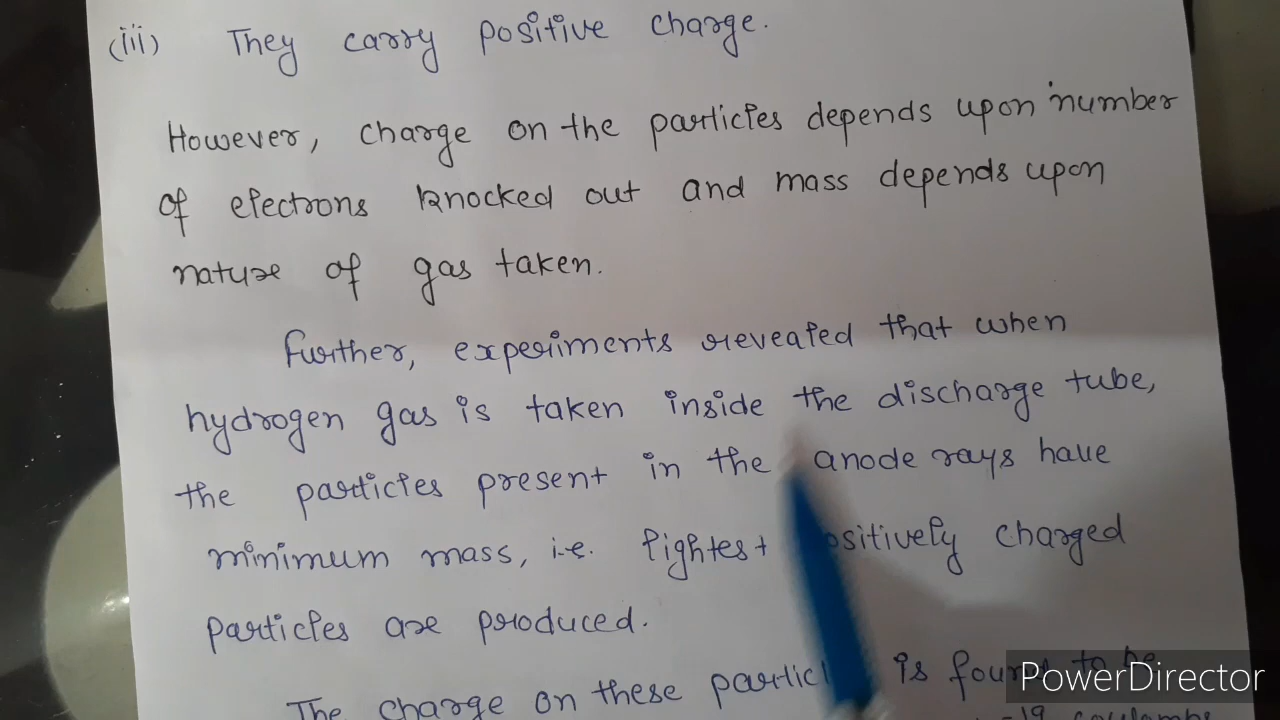 (iii) They carry positive charge.
However, charge on the particles depends upon number
of electrons knocked out and mass depends upon
nature of gas taken.
Further, experiments revealed that when
hydrogen gas is taken inside the discharge tube,
the particles present in the anode rays have
minimum mass, i.e. lightest positively charged
particles are produced.
The charge on these is found to be
-19 coulombs
PowerDirector